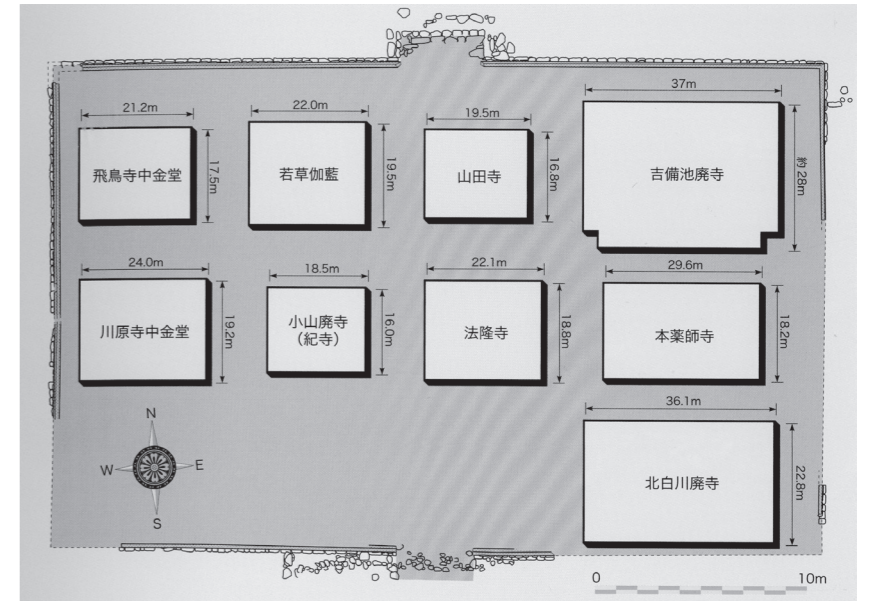 37m
21.2m
22.0m
19.5m
飛鳥寺中金堂
17.5m
若草伽藍
19.5m
山田寺
16.8m
吉備池廃寺
約28m
24.0m
18.5m
22.1m
29.6m
川原寺中金堂
19.2m
小山廃寺
（紀寺）
16.0m
法隆寺
18.8m
本薬師寺
18.2m
36.1m
N
W
E
S
北白川廃寺
22.8m
0
10m